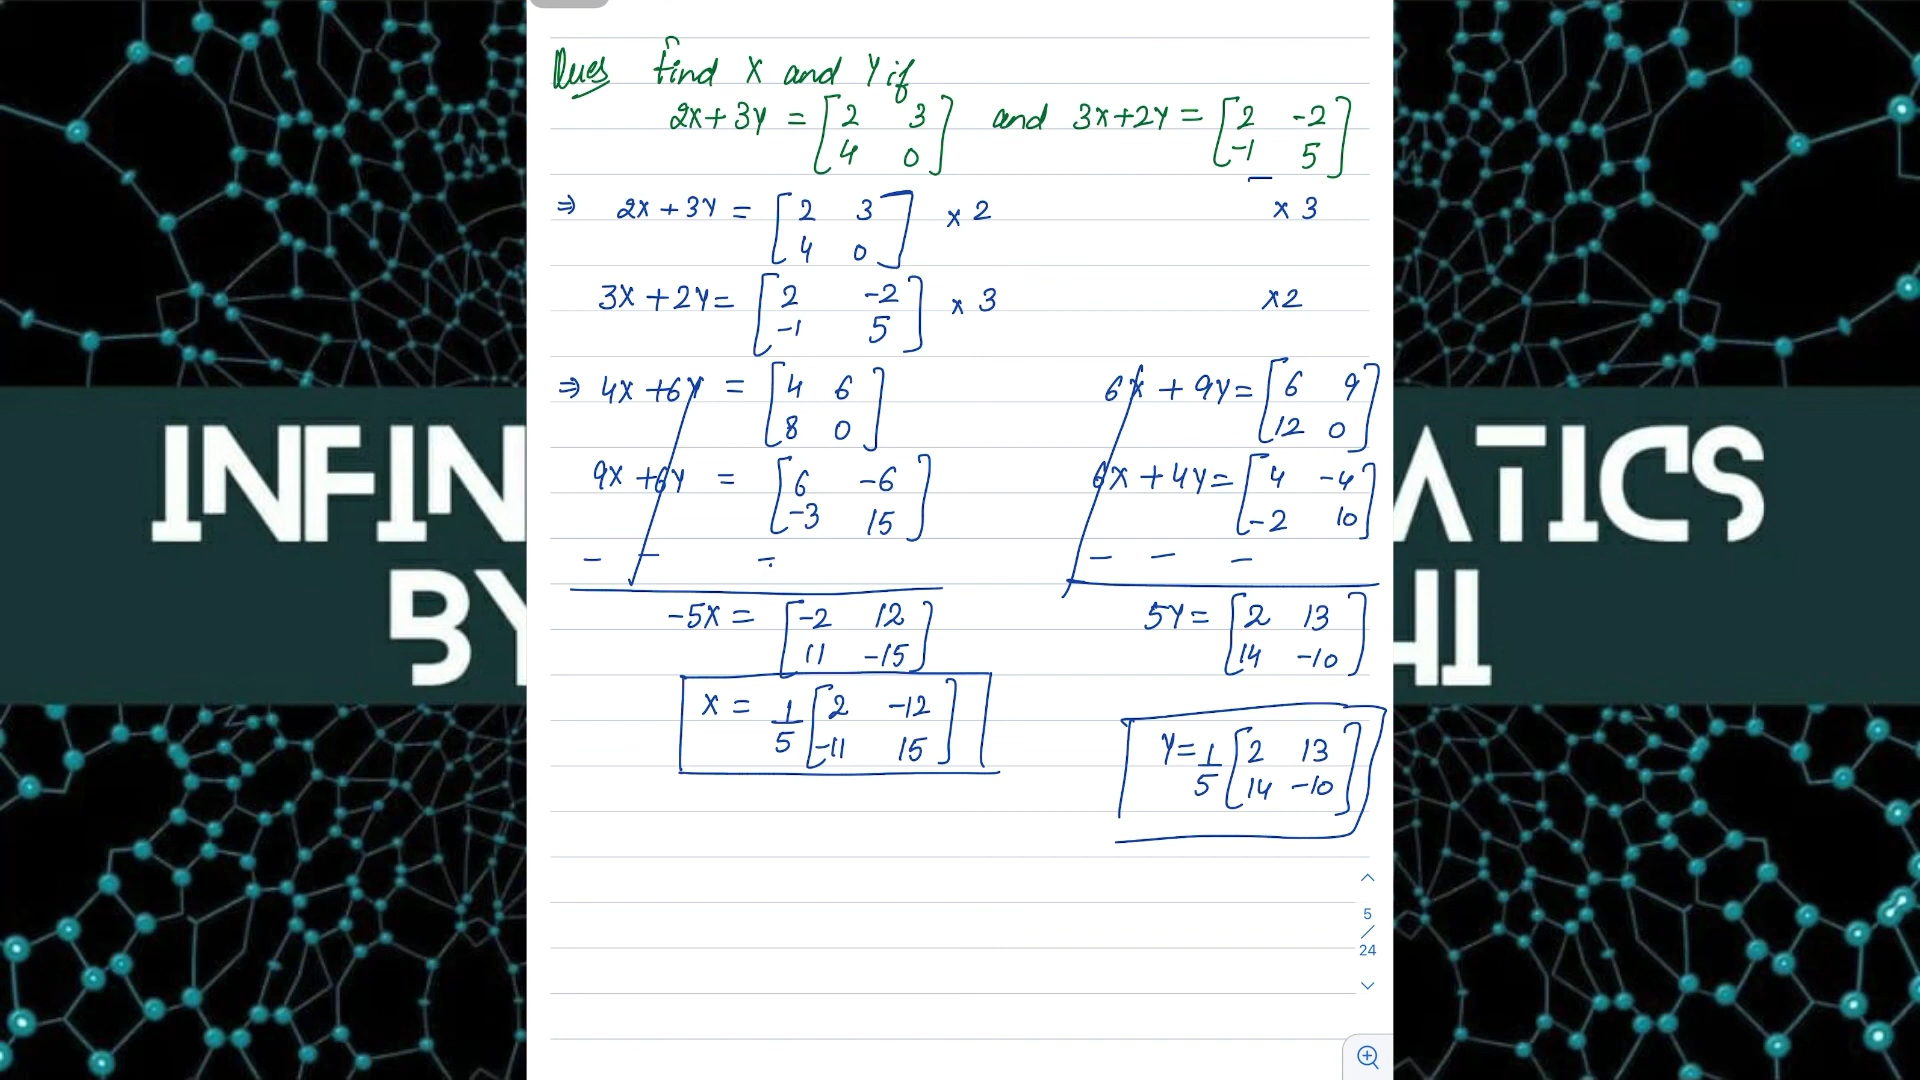 Ques Find X and Y if
2X + 3Y = [2 3 and 3X + 2Y = [2 -2
4 0] -1 5]
⇒ 2X + 3Y = [2 3 × 2 × 3
4 0]
3X + 2Y = [2 -2 × 3 × 2
-1 5]
⇒ 4X + 6Y = [4 6 6X + 9Y = [6 9
8 0] 12 0]
9X + 6Y = [6 -6 6X + 4Y = [4 -4
-3 15] -2 10]
- - = - - -
-5X = [-2 12 5Y = [2 13
11 -15] 14 -10]
X = 1/5 [2 -12
-11 15]
Y = 1/5 [2 13
14 -10]
5
/
24
INFIN
ATICS
BY
HI